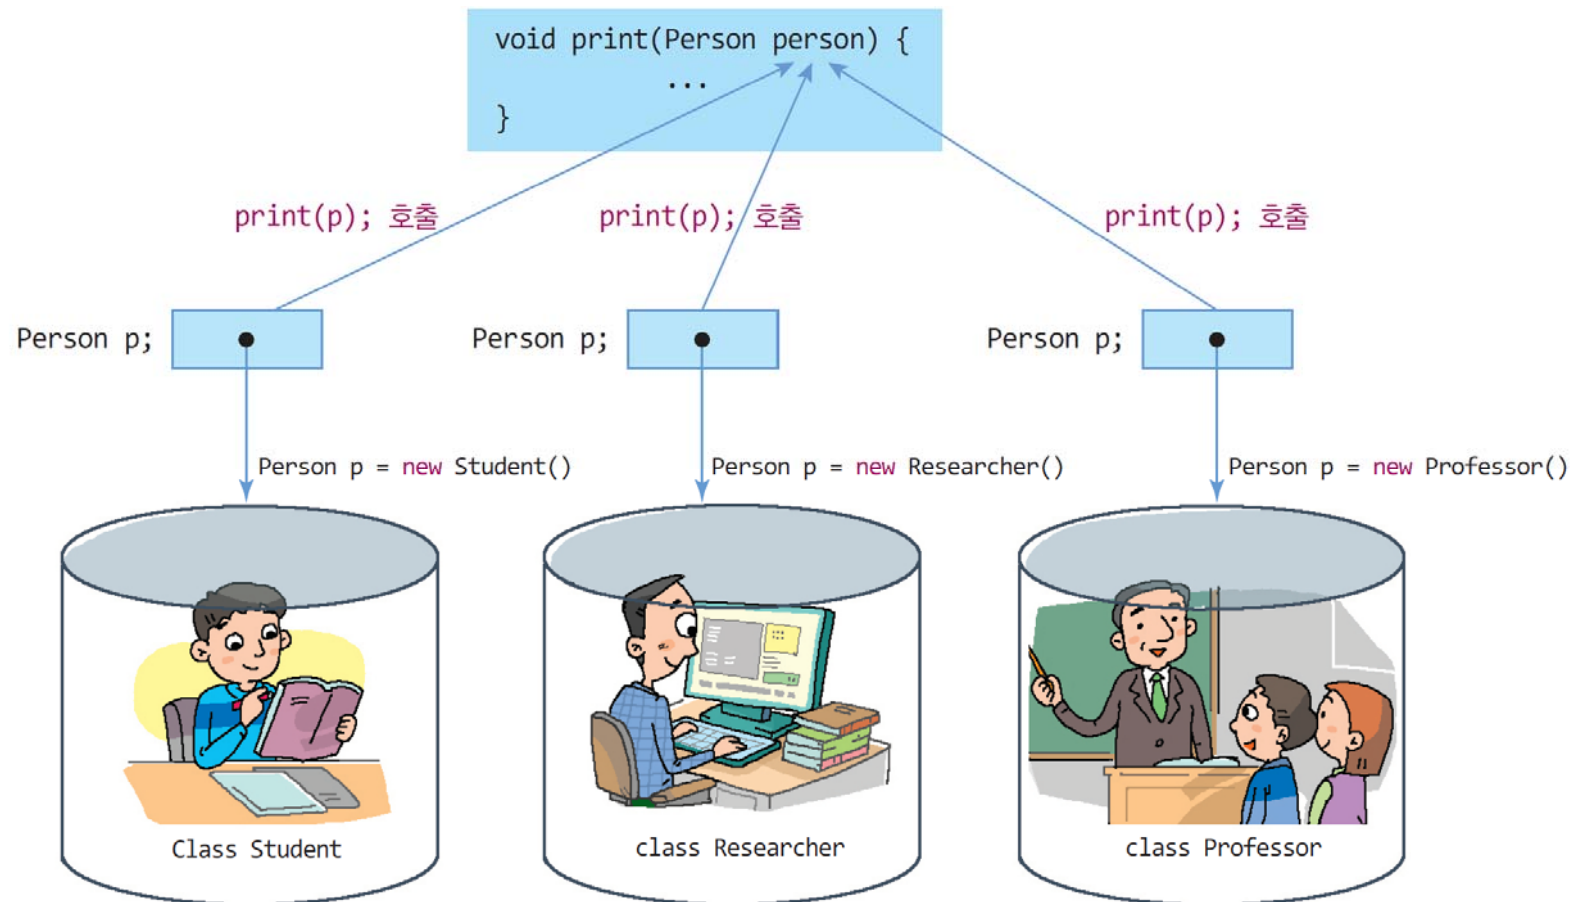 void print(Person person) {
...
}
print(p); 호출
print(p); 호출
print(p); 호출
Person p;
Person p;
Person p;
Person p = new Student()
Person p = new Researcher()
Person p = new Professor()
Class Student
class Researcher
class Professor